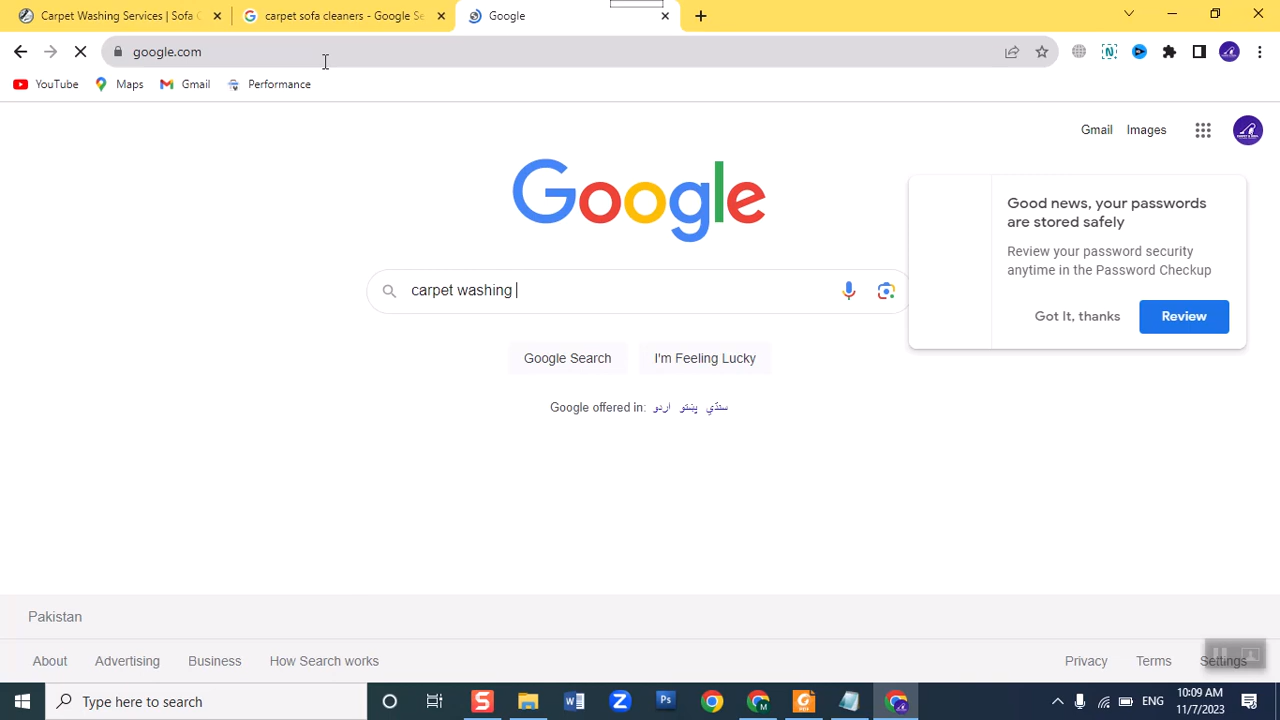 Carpet Washing Services | Sofa C
carpet sofa cleaners - Google Se
Google
google.com
YouTube
Maps
Gmail
Performance
Gmail
Images
Google
Good news, your passwords
are stored safely
Review your password security
anytime in the Password Checkup
Got It, thanks
Review
carpet washing
Google Search
I'm Feeling Lucky
Google offered in: اردو پښتو سنڌي
Pakistan
About
Advertising
Business
How Search works
Privacy
Terms
Settings
Type here to search
ENG
10:09 AM
11/7/2023